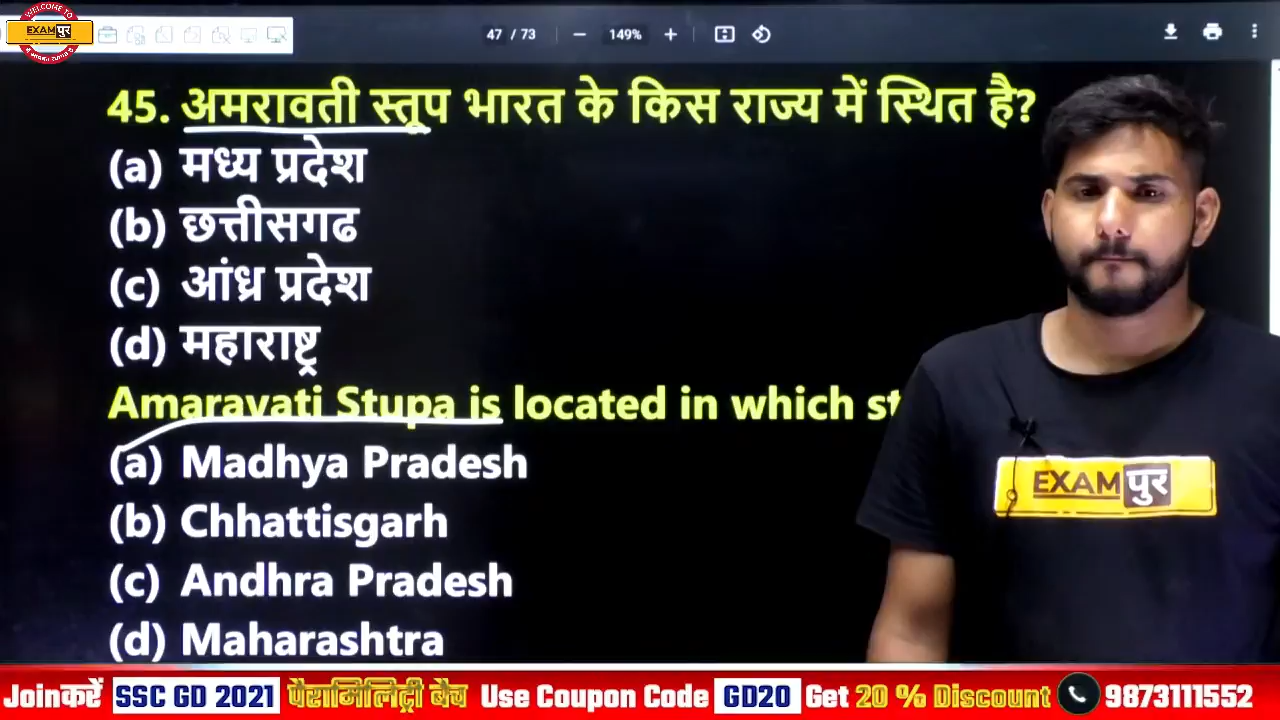 WELCOME TO
EXAMपुर
47 / 73
149%
45. अमरावती स्तूप भारत के किस राज्य में स्थित है?
(a) मध्य प्रदेश
(b) छत्तीसगढ
(c) आंध्र प्रदेश
(d) महाराष्ट्र
Amaravati Stupa is located in which st
(a) Madhya Pradesh
(b) Chhattisgarh
(c) Andhra Pradesh
(d) Maharashtra
EXAMपुर
Joinकरें SSC GD 2021 पैरामिलिट्री बैच Use Coupon Code GD20 Get 20 % Discount 9873111552